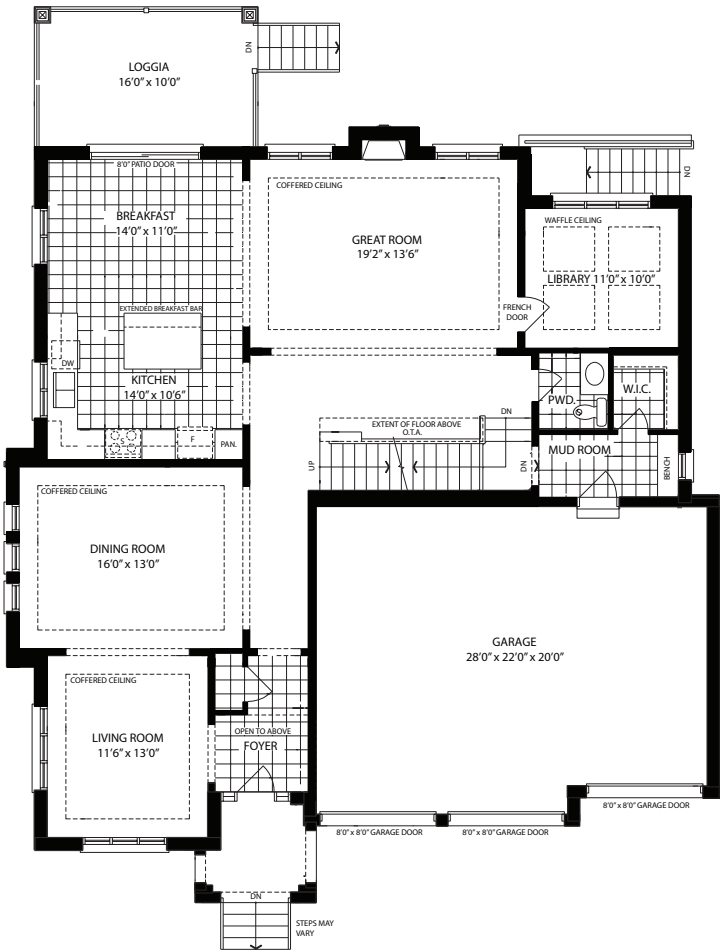 LOGGIA
16'0" x 10'0"
DN
8'0" PATIO DOOR
DN
COFFERED CEILING
BREAKFAST
14'0" x 11'0"
WAFFLE CEILING
GREAT ROOM
19'2" x 13'6"
LIBRARY 11'0" x 10'0"
EXTENDED BREAKFAST BAR
FRENCH
DOOR
DW
KITCHEN
14'0" x 10'6"
W.I.C.
PWD.
DN
EXTENT OF FLOOR ABOVE
O.T.A.
S
F
PAN.
MUD ROOM
UP
DN
BENCH
COFFERED CEILING
DINING ROOM
16'0" x 13'0"
GARAGE
28'0" x 22'0" x 20'0"
COFFERED CEILING
OPEN TO ABOVE
FOYER
LIVING ROOM
11'6" x 13'0"
8'0" x 8'0" GARAGE DOOR
8'0" x 8'0" GARAGE DOOR
8'0" x 8'0" GARAGE DOOR
DN
STEPS MAY
VARY